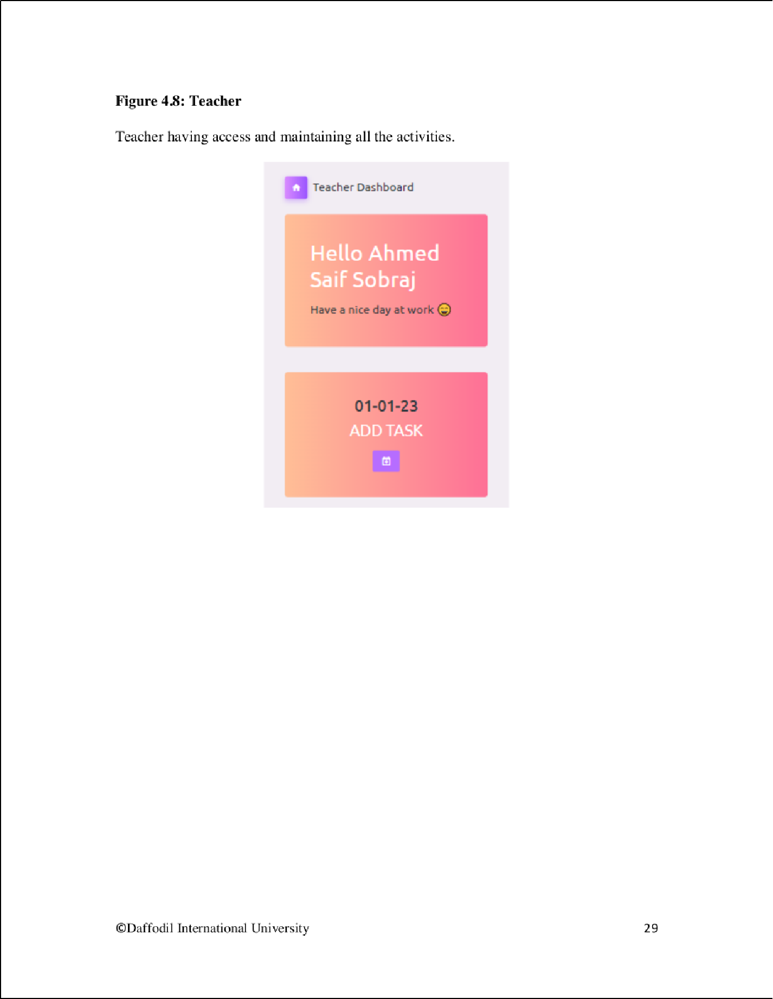 Figure 4.8: Teacher
Teacher having access and maintaining all the activities.
Teacher Dashboard
Hello Ahmed
Saif Sobraj
Have a nice day at work 😄
01-01-23
ADD TASK
©Daffodil International University 29